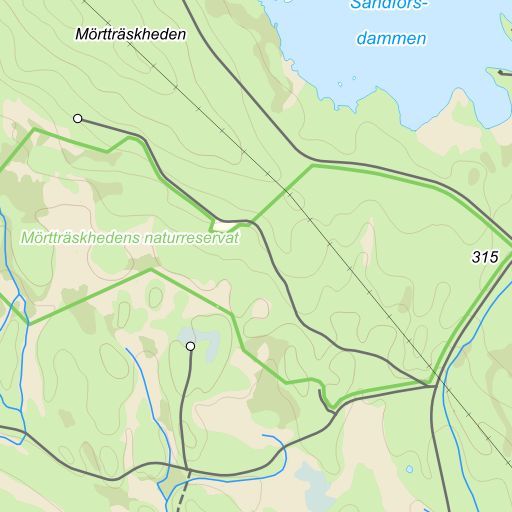 Sandfors-
dammen
Mörtträskheden
Mörtträskhedens naturreservat
315